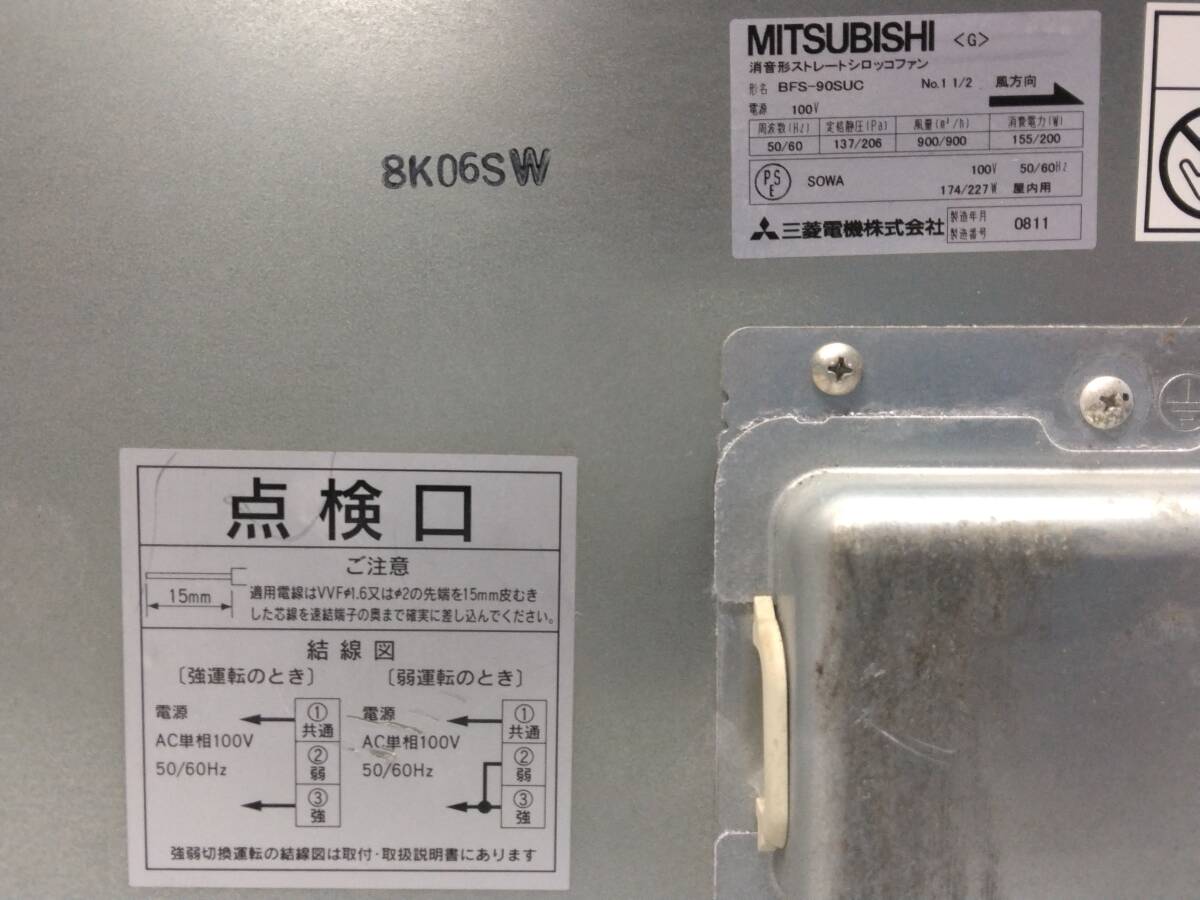 MITSUBISHI <G>
消音形ストレートシロッコファン
形名 BFS-90SUC No.1 1/2 風方向
電源 100V
周波数(Hz) 定格静圧(Pa) 風量(m³/h) 消費電力(W)
50/60 137/206 900/900 155/200
PSE SOWA 100V 50/60Hz
174/227W 屋内用
三菱電機株式会社 製造年月 製造番号 0811
8K06SW
点検口
ご注意
15mm
適用電線はVVFφ1.6又はφ2の先端を15mm皮むき
した芯線を速結端子の奥まで確実に差し込んでください。
結線図
〔強運転のとき〕 〔弱運転のとき〕
電源 ① 共通 電源 ① 共通
AC単相100V ② 弱 AC単相100V ② 弱
50/60Hz ③ 強 50/60Hz ③ 強
強弱切換運転の結線図は取付・取扱説明書にあります